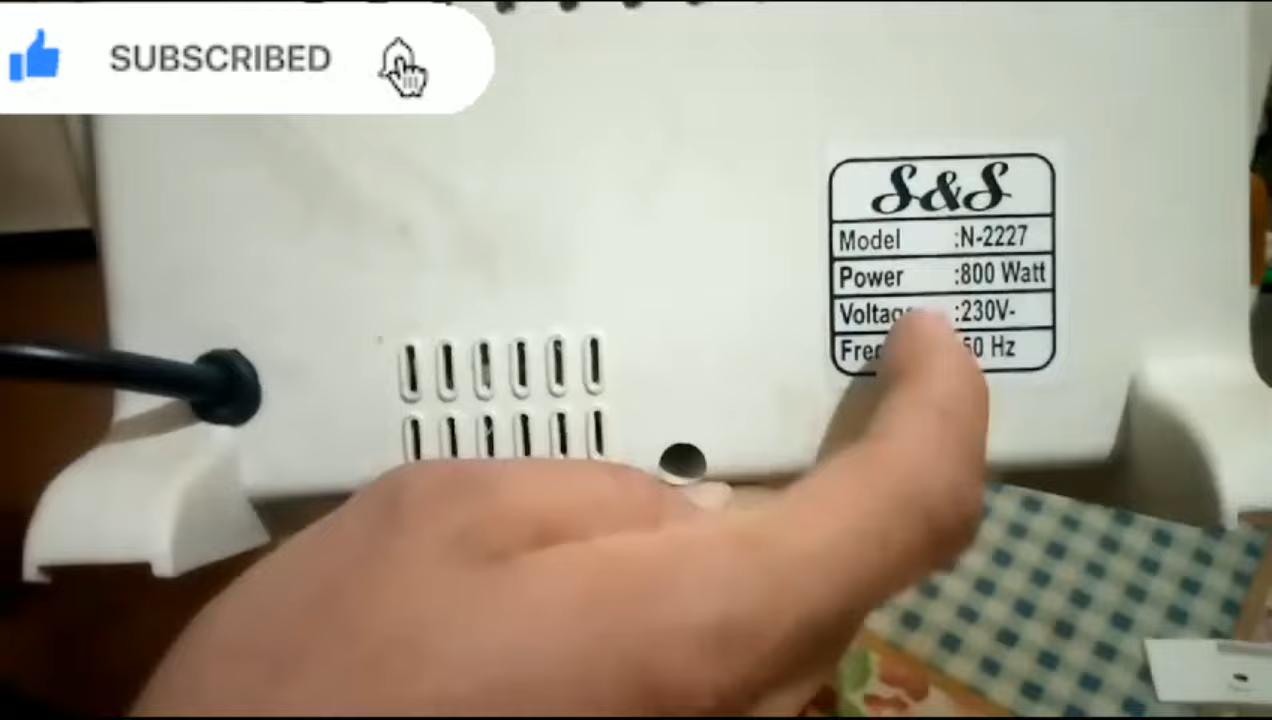 SUBSCRIBED
S&S
Model :N-2227
Power :800 Watt
Voltage :230V-
50 Hz